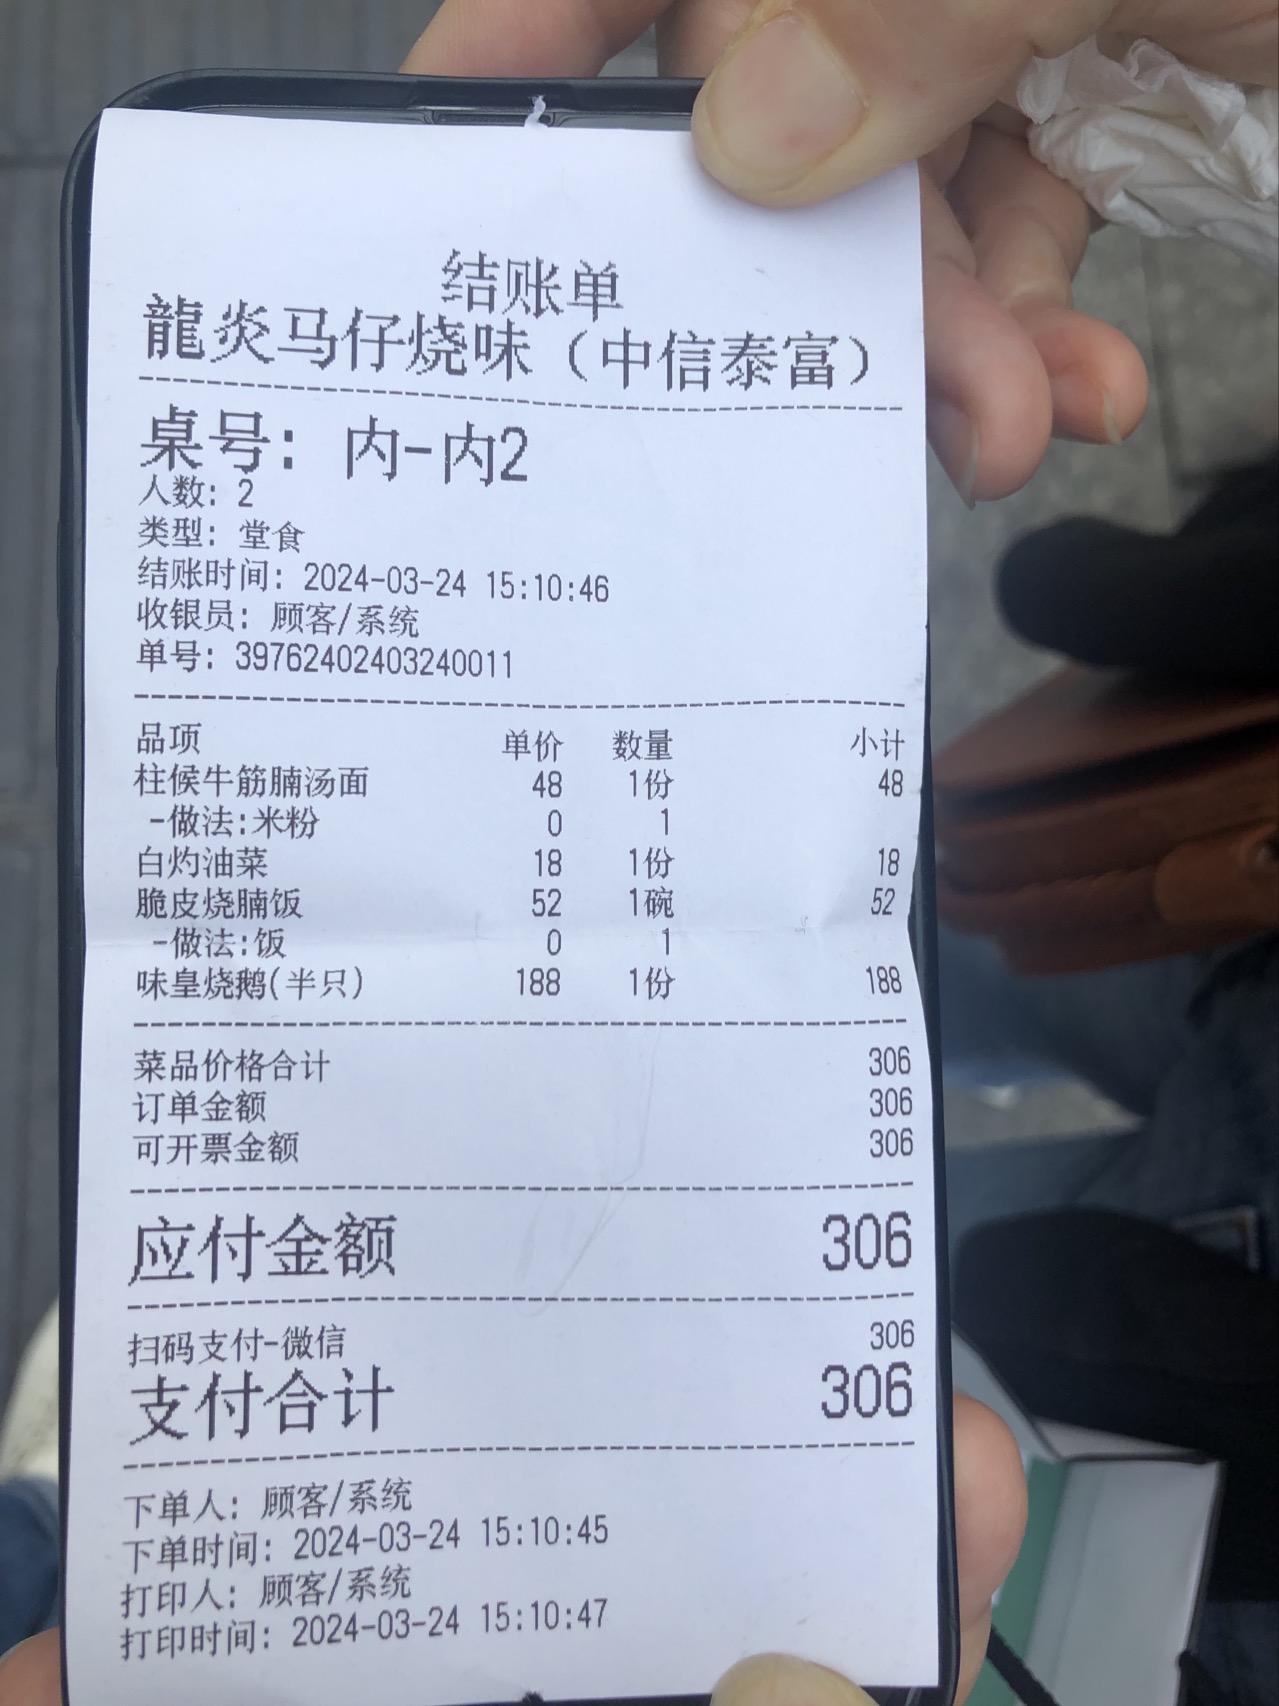 结账单
龍炎马仔烧味（中信泰富）
桌号：内-内2
人数：2
类型：堂食
结账时间：2024-03-24 15:10:46
收银员：顾客/系统
单号：39762402403240011
品项 单价 数量 小计
柱候牛筋腩汤面 48 1份 48
-做法:米粉 0 1
白灼油菜 18 1份 18
脆皮烧腩饭 52 1碗 52
-做法:饭 0 1
味皇烧鹅(半只) 188 1份 188
菜品价格合计 306
订单金额 306
可开票金额 306
应付金额 306
扫码支付-微信 306
支付合计 306
下单人：顾客/系统
下单时间：2024-03-24 15:10:45
打印人：顾客/系统
打印时间：2024-03-24 15:10:47